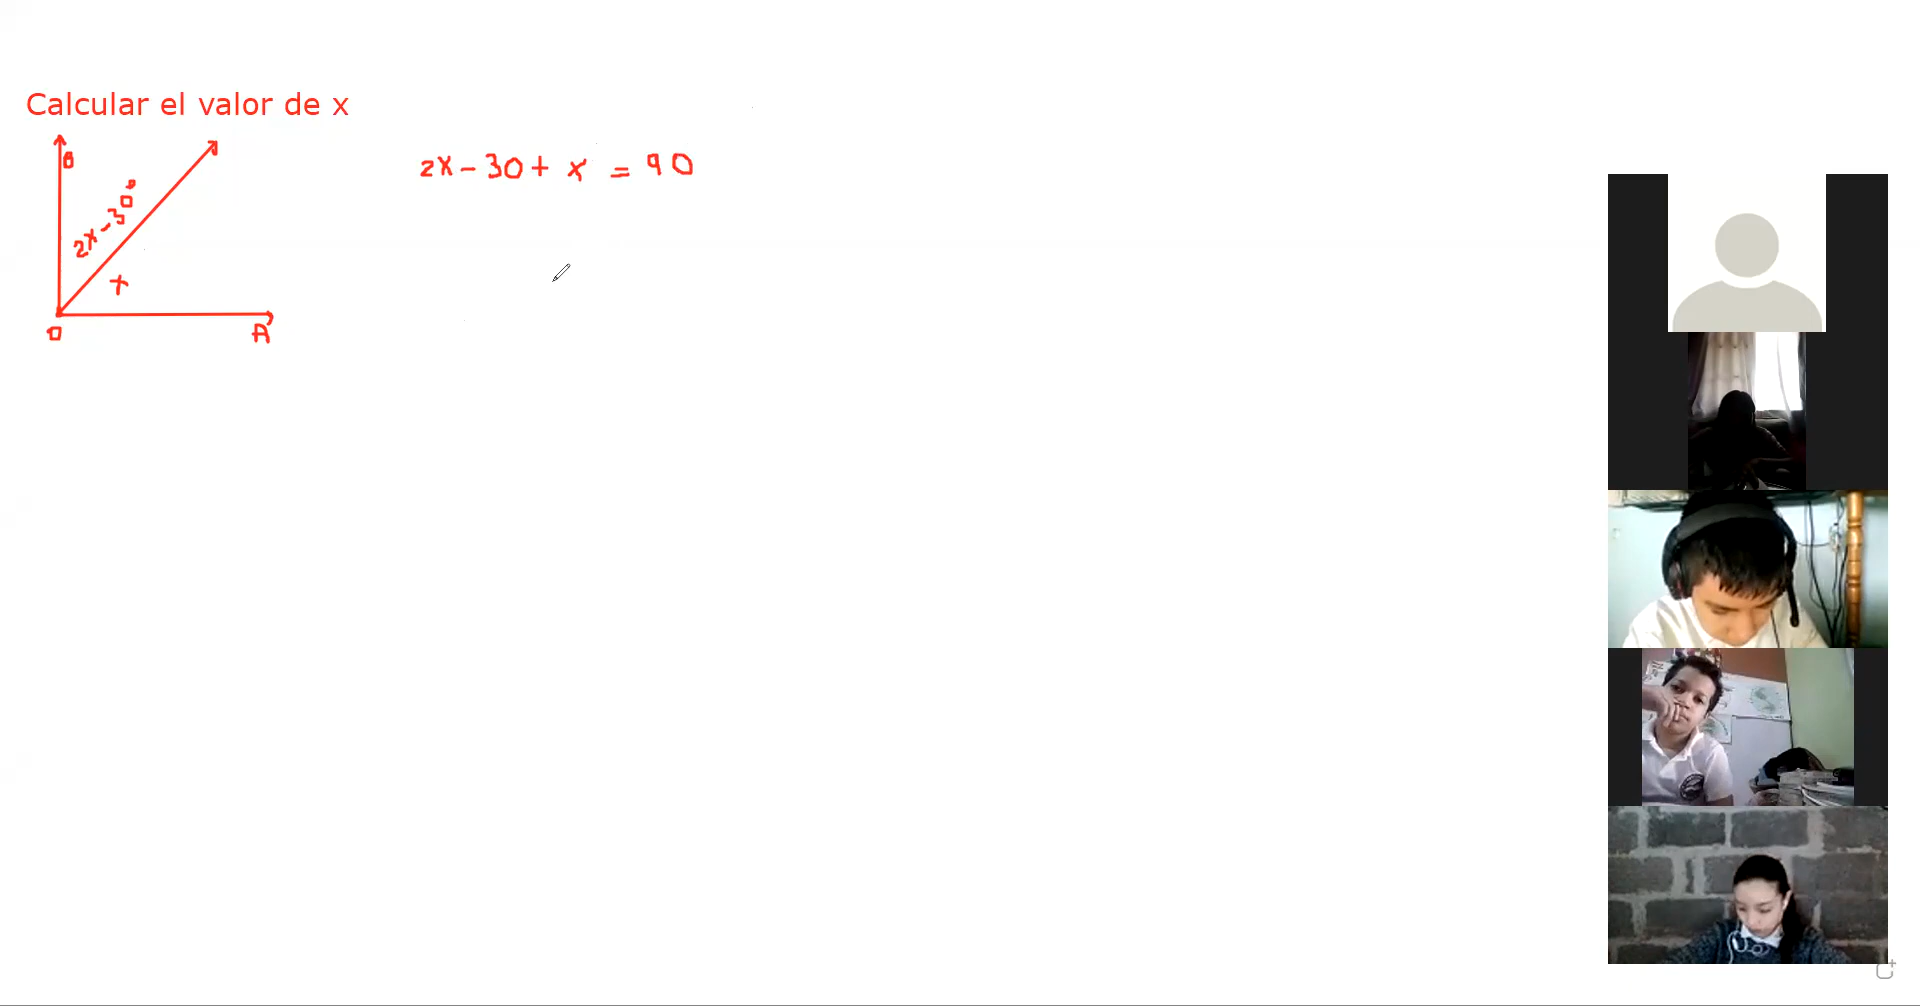 Calcular el valor de x
B
2x-30°
x
O
A
2x-30+ x = 90